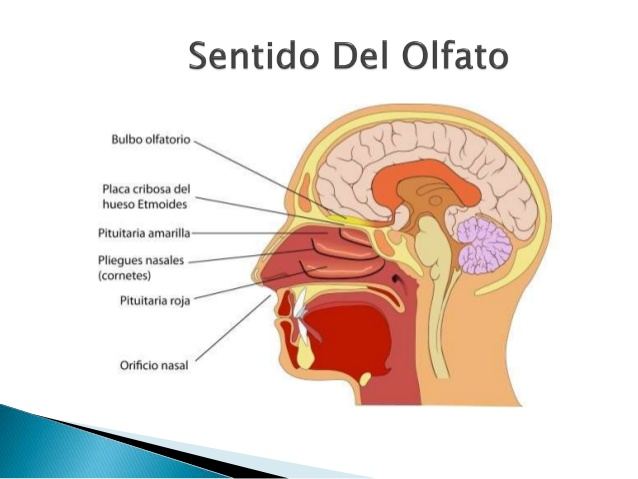 Sentido Del Olfato
Bulbo olfatorio
Placa cribosa del
hueso Etmoides
Pituitaria amarilla
Pliegues nasales
(cornetes)
Pituitaria roja
Orificio nasal